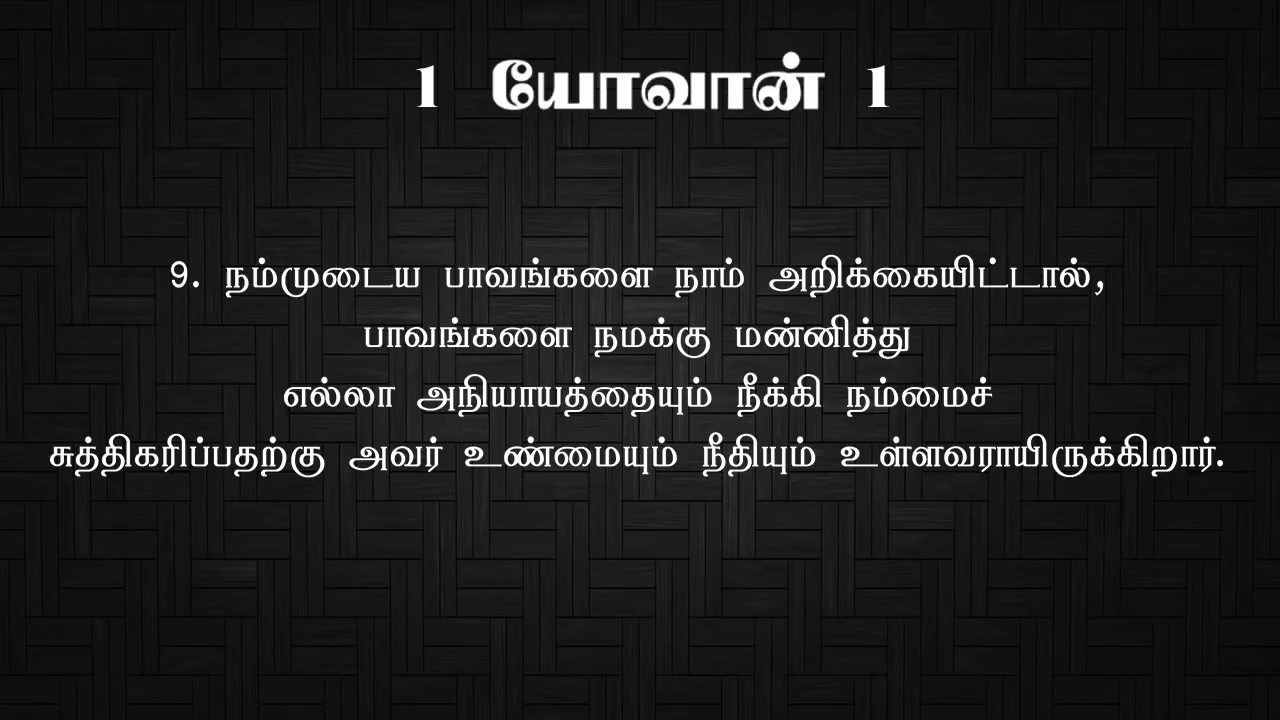 1 யோவான் 1
9. நம்முடைய பாவங்களை நாம் அறிக்கையிட்டால்,
பாவங்களை நமக்கு மன்னித்து
எல்லா அநியாயத்தையும் நீக்கி நம்மைச்
சுத்திகரிப்பதற்கு அவர் உண்மையும் நீதியும் உள்ளவராயிருக்கிறார்.